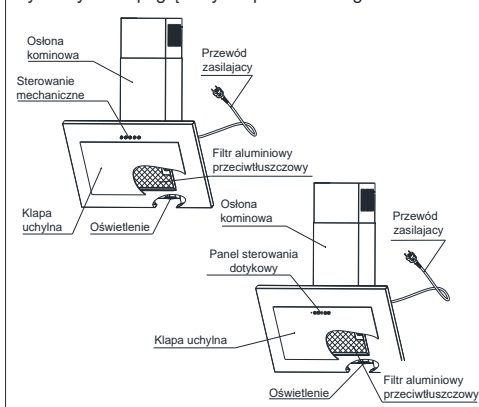 Osłona
kominowa
Przewód
zasilajacy
Sterowanie
mechaniczne
Filtr aluminiowy
przeciwtłuszczowy
Klapa
uchylna
Oświetlenie
Osłona
kominowa
Przewód
zasilajacy
Panel sterowania
dotykowy
Klapa uchylna
Filtr aluminiowy
przeciwtłuszczowy
Oświetlenie